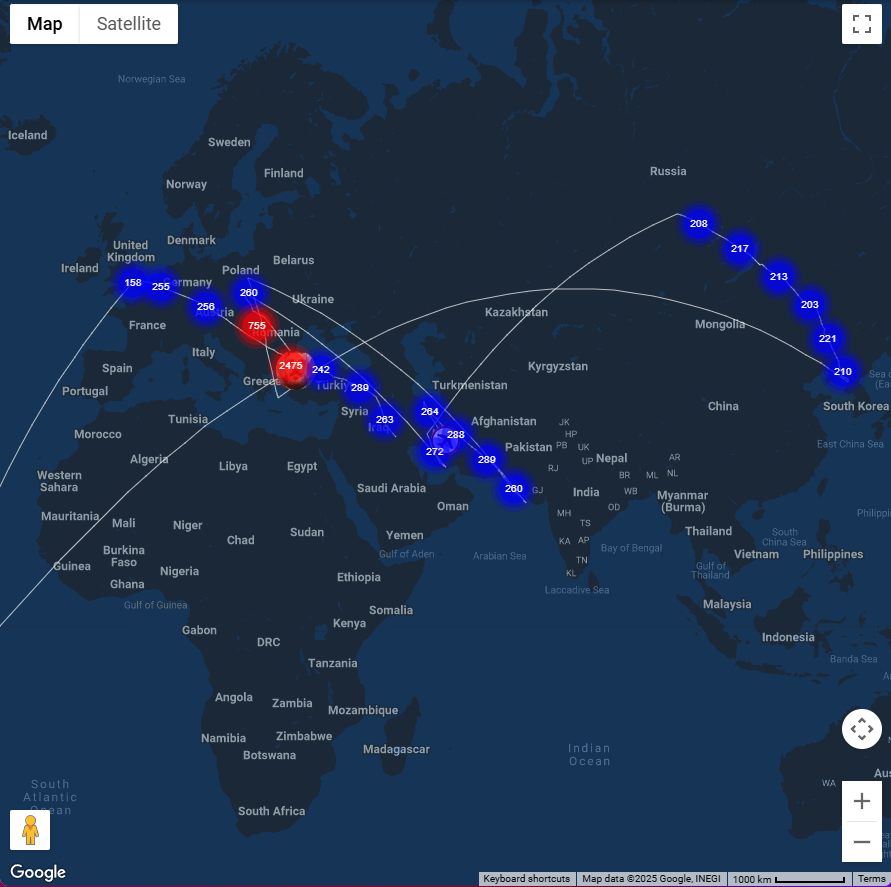 Map
Satellite
Norwegian Sea
Iceland
Sweden
Finland
Russia
Norway
208
United
Kingdom
Denmark
217
Ireland
Poland
Belarus
213
158
255
Germany
260
256
Austria
Ukraine
203
France
755
Romania
Kazakhstan
Mongolia
221
Italy
Spain
2475
242
Kyrgyzstan
210
Greece
Türkiye
289
Turkmenistan
Portugal
Sea
(Ea
Tunisia
Syria
263
264
Afghanistan
China
South Korea
Morocco
Iraq
288
JK
HP
PB
UK
East China Sea
Algeria
Libya
Egypt
272
289
Pakistan
UP
Nepal
AR
RJ
BR
ML
NL
Western
Sahara
Saudi Arabia
260
GJ
India
WB
Myanmar
(Burma)
Mauritania
Mali
Niger
Oman
MH
OD
Philippi
Chad
Sudan
Yemen
TS
Thailand
South
China Sea
Burkina
Faso
Gulf of Aden
Arabian Sea
KA
AP
Bay of Bengal
Vietnam
Philippines
Guinea
Ghana
Nigeria
Ethiopia
TN
KL
Gulf of
Thailand
Gulf of Guinea
Somalia
Laccadive Sea
Malaysia
Gabon
Kenya
DRC
Indonesia
Tanzania
Banda Sea
Angola
Zambia
Mozambique
Namibia
Zimbabwe
Botswana
Madagascar
Indian
Ocean
South
Atlantic
Ocean
WA
Aus
South Africa
Google
Keyboard shortcuts
Map data ©2025 Google, INEGI
1000 km
Terms